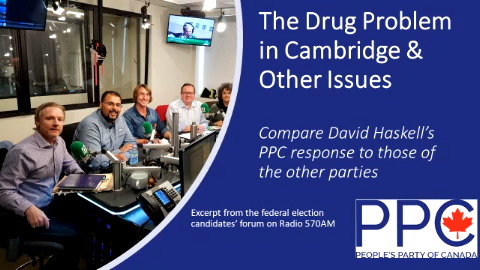 The Drug Problem
in Cambridge &
Other Issues
Compare David Haskell's
PPC response to those of
the other parties
Excerpt from the federal election
candidates' forum on Radio 570AM
PPC
PEOPLE'S PARTY OF CANADA